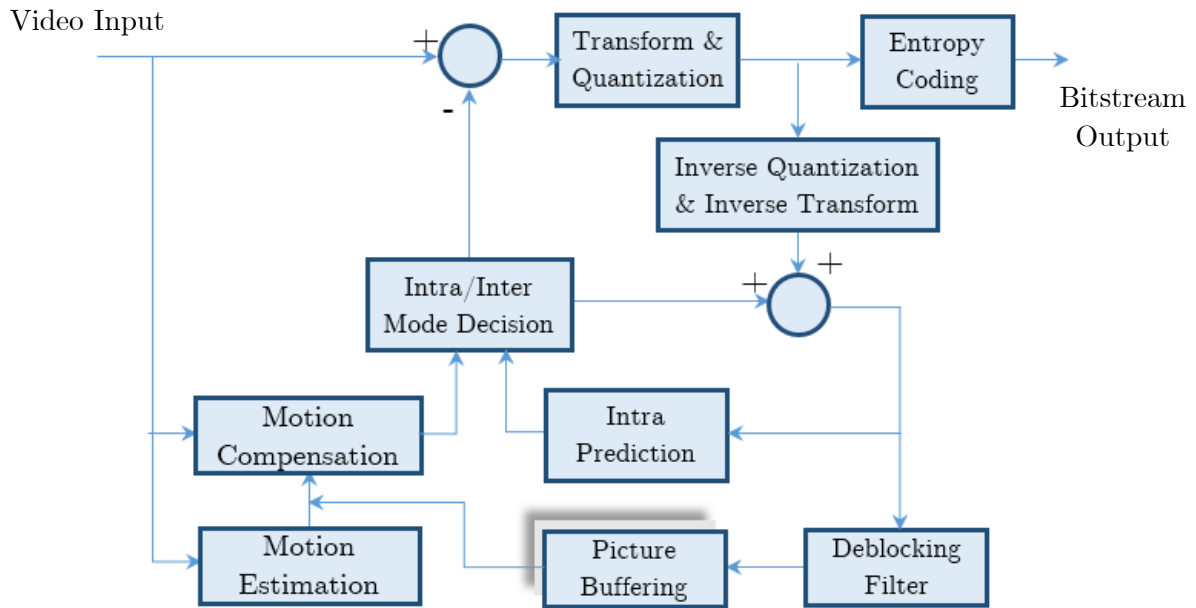 Video Input
+
-
Transform &
Quantization
Entropy
Coding
Bitstream
Output
Inverse Quantization
& Inverse Transform
+
+
Intra/Inter
Mode Decision
Motion
Compensation
Intra
Prediction
Motion
Estimation
Picture
Buffering
Deblocking
Filter